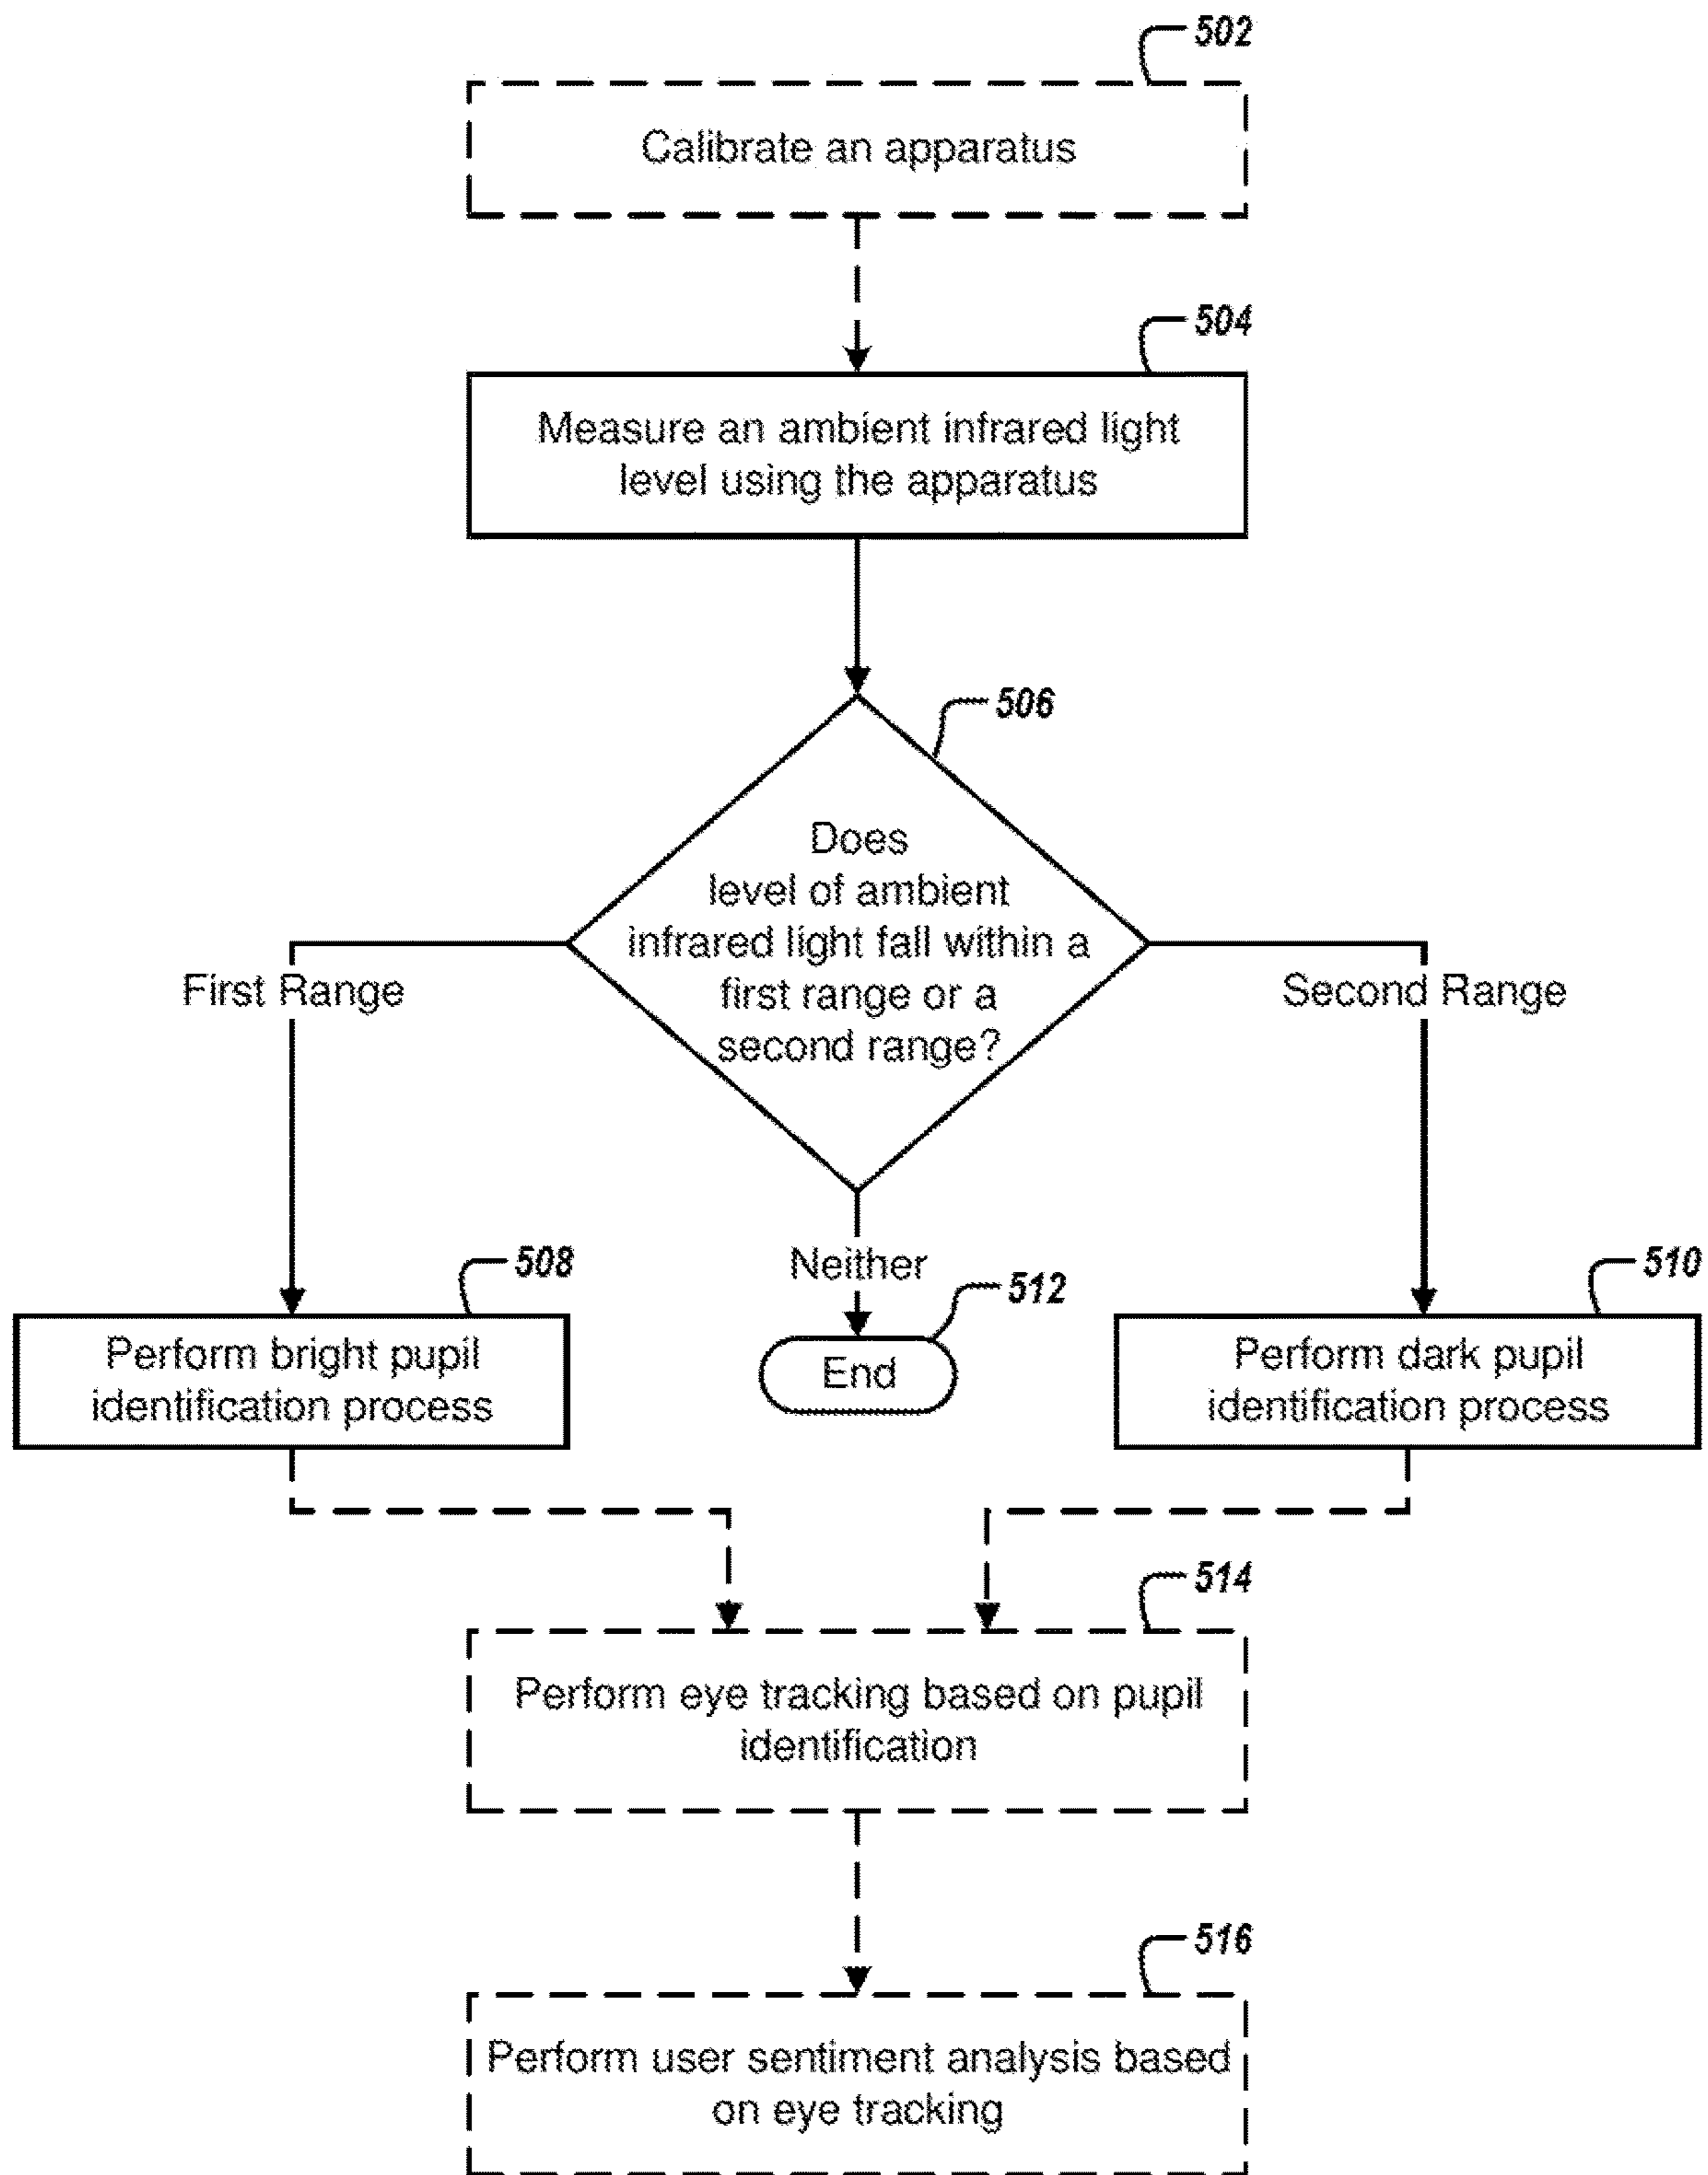 502
Calibrate an apparatus
504
Measure an ambient infrared light
level using the apparatus
506
Does
level of ambient
infrared light fall within a
first range or a
second range?
First Range
Second Range
Neither
508
Perform bright pupil
identification process
512
End
510
Perform dark pupil
identification process
514
Perform eye tracking based on pupil
identification
516
Perform user sentiment analysis based
on eye tracking